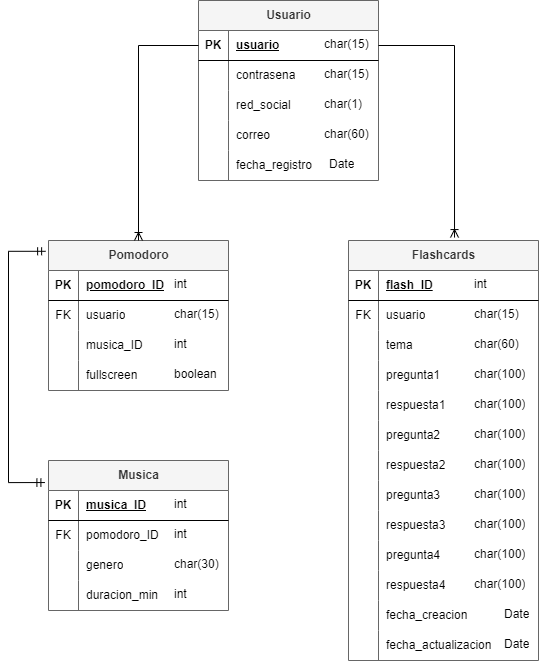 Usuario
PK usuario char(15)
contrasena char(15)
red_social char(1)
correo char(60)
fecha_registro Date
Pomodoro
PK pomodoro_ID int
FK usuario char(15)
musica_ID int
fullscreen boolean
Flashcards
PK flash_ID int
FK usuario char(15)
tema char(60)
pregunta1 char(100)
respuesta1 char(100)
pregunta2 char(100)
respuesta2 char(100)
pregunta3 char(100)
respuesta3 char(100)
pregunta4 char(100)
respuesta4 char(100)
fecha_creacion Date
fecha_actualizacion Date
Musica
PK musica_ID int
FK pomodoro_ID int
genero char(30)
duracion_min int